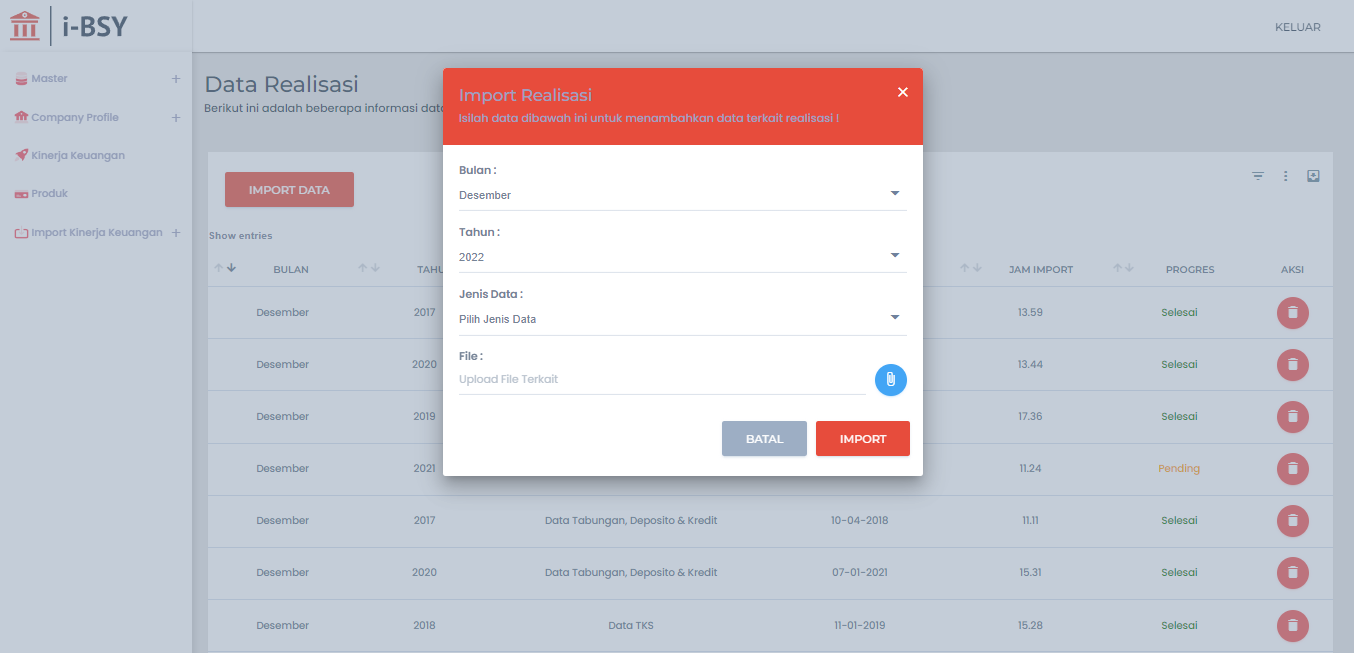 i-BSY
KELUAR
Master
Company Profile
Kinerja Keuangan
Produk
Import Kinerja Keuangan
Data Realisasi
Berikut ini adalah beberapa informasi
IMPORT DATA
Show entries
BULAN JAM IMPORT PROGRES AKSI
Desember 2017 13.59 Selesai
Desember 2020 13.44 Selesai
Desember 2019 17.36 Selesai
Desember 2021 11.24 Pending
Desember 2017 Data Tabungan, Deposito & Kredit 10-04-2018 11.11 Selesai
Desember 2020 Data Tabungan, Deposito & Kredit 07-01-2021 15.31 Selesai
Desember 2018 Data TKS 11-01-2019 15.28 Selesai
Import Realisasi
Isilah data dibawah ini untuk menambahkan data terkait realisasi !
Bulan :
Desember
Tahun :
2022
Jenis Data :
Pilih Jenis Data
File :
Upload File Terkait
BATAL
IMPORT